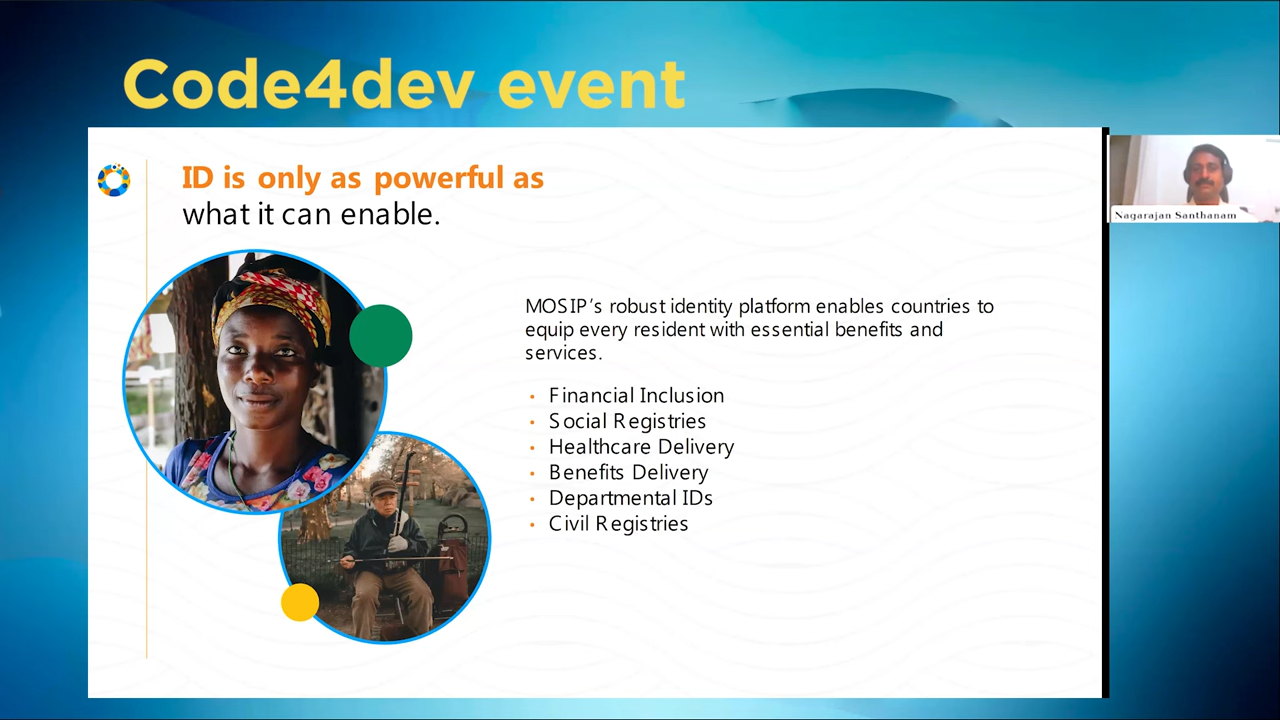 Code4dev event
ID is only as powerful as
what it can enable.
MOSIP's robust identity platform enables countries to
equip every resident with essential benefits and
services.
• Financial Inclusion
• Social Registries
• Healthcare Delivery
• Benefits Delivery
• Departmental IDs
• Civil Registries
Nagarajan Santhanam